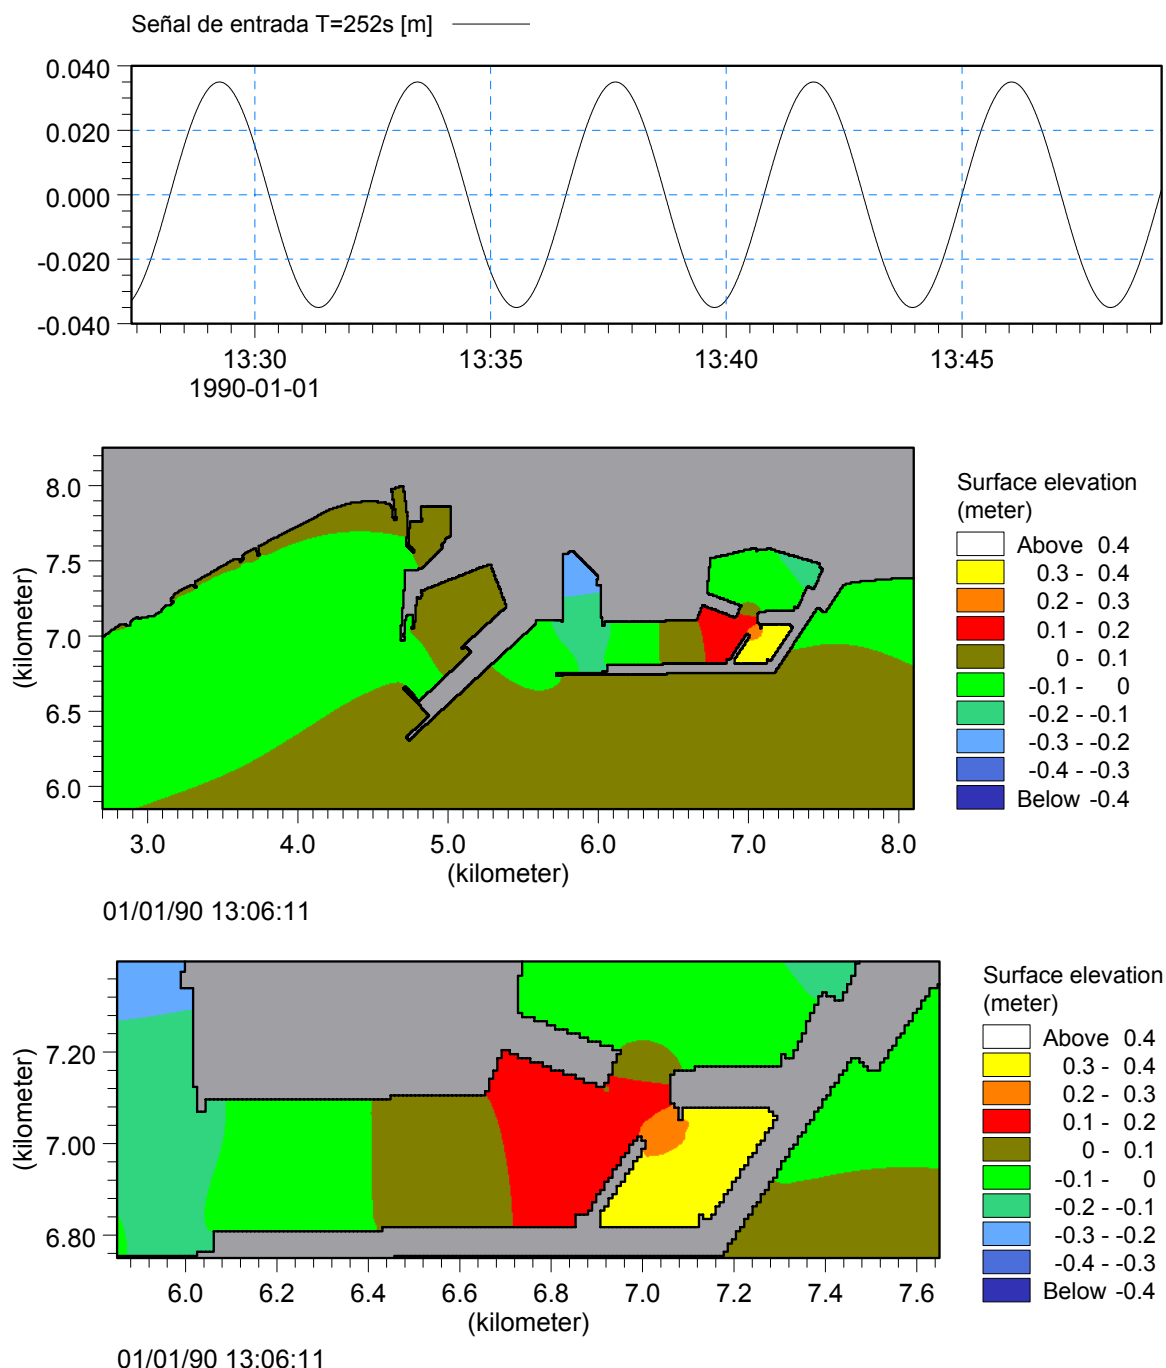 Señal de entrada T=252s [m]
0.040
0.020
0.000
-0.020
-0.040
13:30 13:35 13:40 13:45
1990-01-01
8.0
7.5
7.0
6.5
6.0
(kilometer)
3.0 4.0 5.0 6.0 7.0 8.0
(kilometer)
01/01/90 13:06:11
Surface elevation
(meter)
Above 0.4
0.3 - 0.4
0.2 - 0.3
0.1 - 0.2
0 - 0.1
-0.1 - 0
-0.2 - -0.1
-0.3 - -0.2
-0.4 - -0.3
Below -0.4
7.20
7.00
6.80
(kilometer)
6.0 6.2 6.4 6.6 6.8 7.0 7.2 7.4 7.6
(kilometer)
01/01/90 13:06:11
Surface elevation
(meter)
Above 0.4
0.3 - 0.4
0.2 - 0.3
0.1 - 0.2
0 - 0.1
-0.1 - 0
-0.2 - -0.1
-0.3 - -0.2
-0.4 - -0.3
Below -0.4